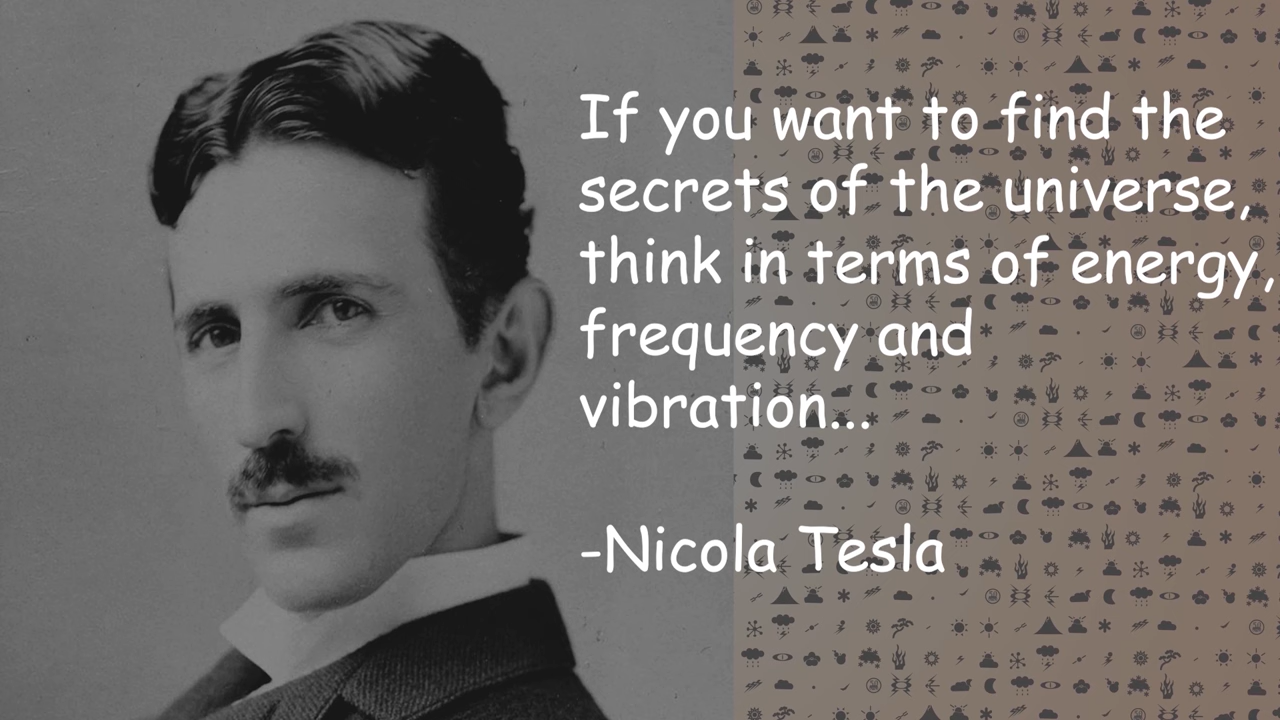 If you want to find the
secrets of the universe,
think in terms of energy,
frequency and
vibration...
-Nicola Tesla